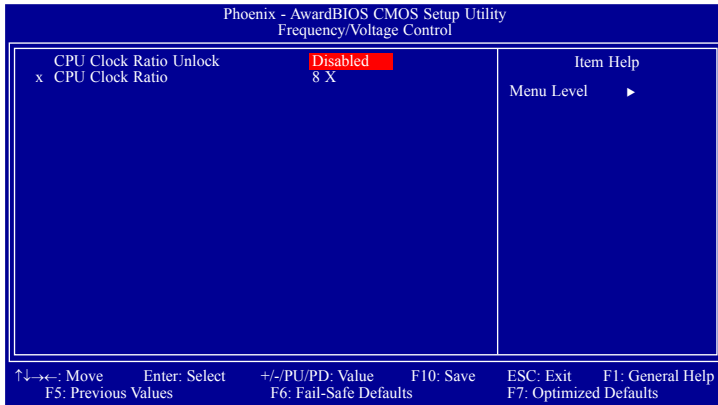 Phoenix - AwardBIOS CMOS Setup Utility
Frequency/Voltage Control
CPU Clock Ratio Unlock Disabled
x CPU Clock Ratio 8 X
Item Help
Menu Level ►
↑↓→←: Move Enter: Select +/-/PU/PD: Value F10: Save ESC: Exit F1: General Help
F5: Previous Values F6: Fail-Safe Defaults F7: Optimized Defaults